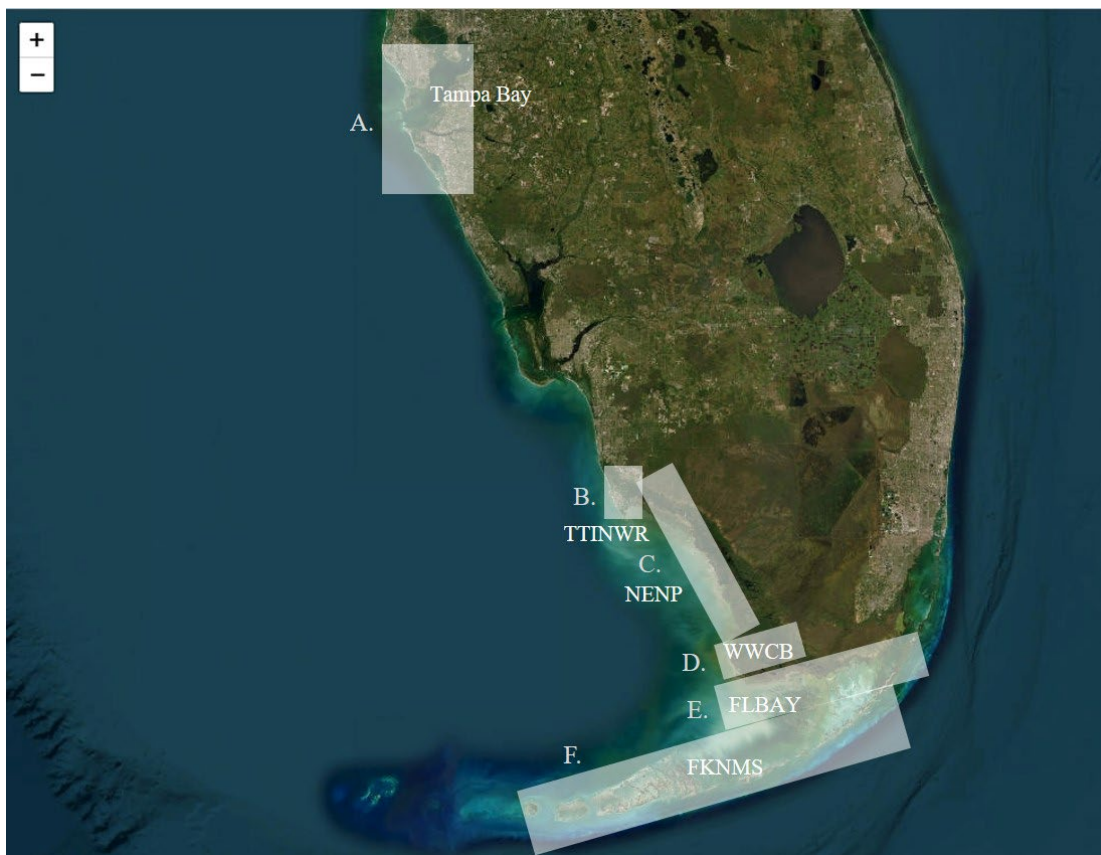 +
−
Tampa Bay
A.
B.
TTINWR
C.
NENP
D.
WWCB
E.
FLBAY
F.
FKNMS